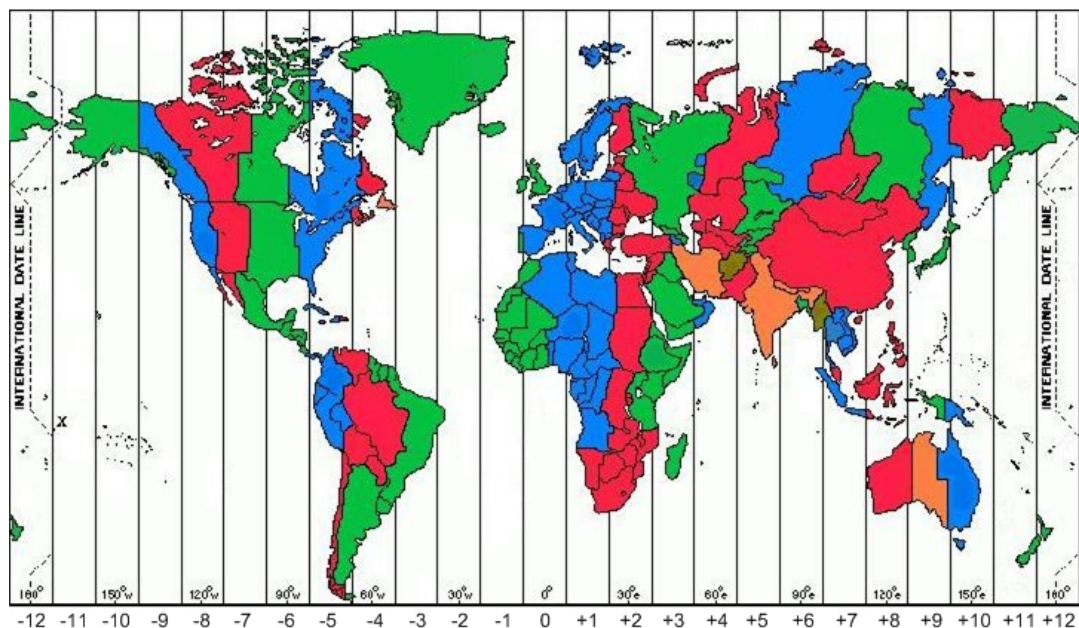 INTERNATIONAL DATE LINE
INTERNATIONAL DATE LINE
X
180° 150°w 120°w 90°w 60°w 30°w 0° 30°e 60°e 90°e 120°e 150°e 180°
-12 -11 -10 -9 -8 -7 -6 -5 -4 -3 -2 -1 0 +1 +2 +3 +4 +5 +6 +7 +8 +9 +10 +11 +12